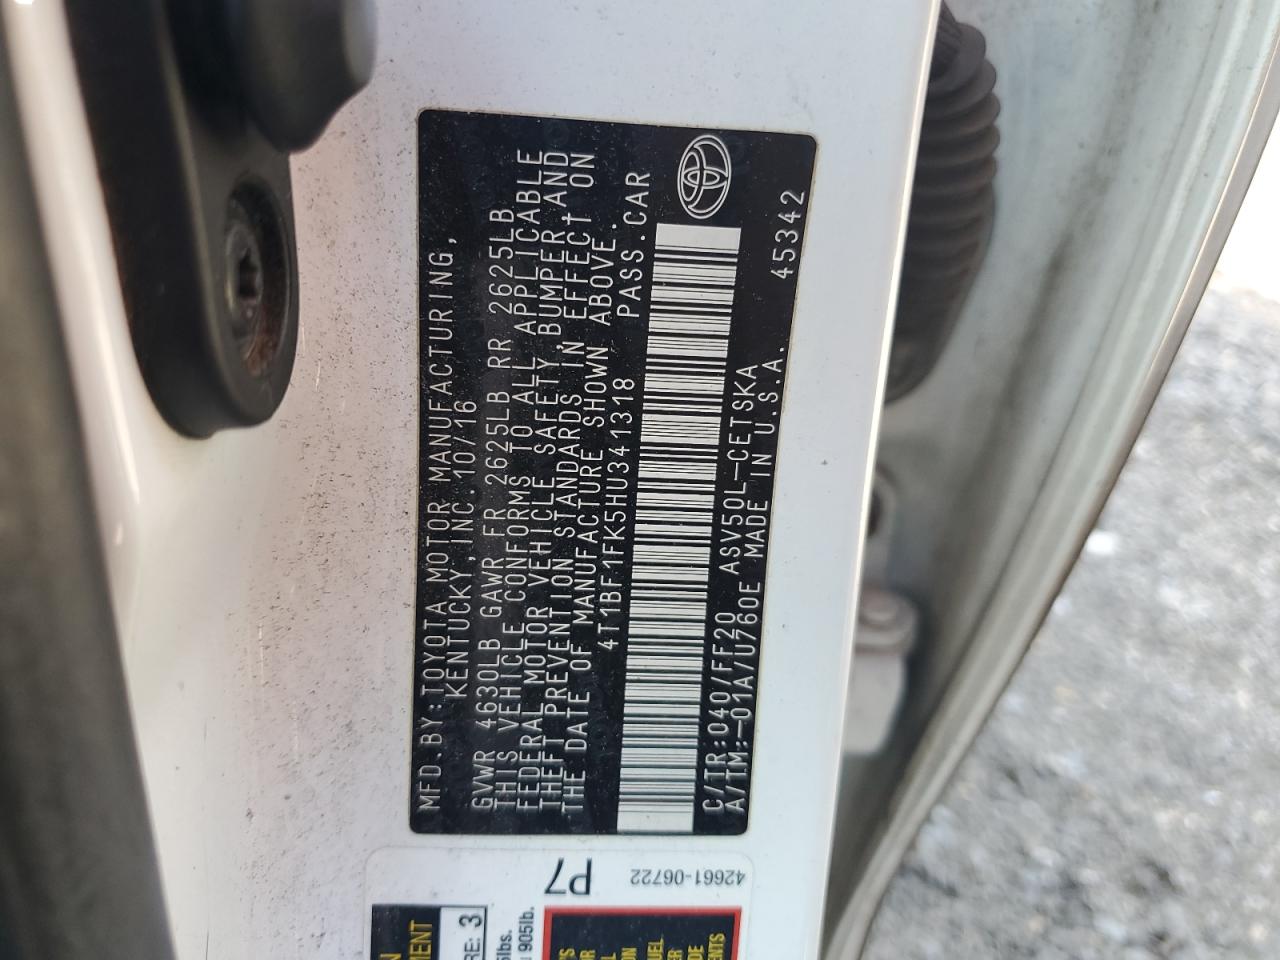 MFD.BY:TOYOTA MOTOR MANUFACTURING,
KENTUCKY,INC.10/16
GVWR 4630LB GAWR FR 2625LB RR 2625LB
THIS VEHICLE CONFORMS TO ALL APPLICABLE
FEDERAL MOTOR VEHICLE SAFETY,BUMPER,AND
THEFT PREVENTION STANDARDS IN EFFECT ON
THE DATE OF MANUFACTURE SHOWN ABOVE.
4T1BF1FK5HU341318 PASS.CAR
C/TR:040/FF20 ASV50L-CETSKA
A/TM:-01A/U760E MADE IN U.S.A. 45342
P7
42661-06722
3
905lb.